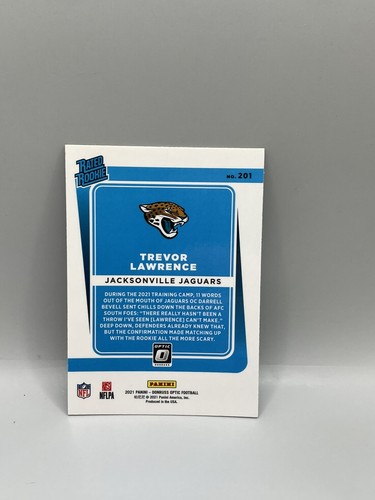 RATED
ROOKIE
NO. 201
TREVOR
LAWRENCE
JACKSONVILLE JAGUARS
DURING THE 2021 TRAINING CAMP, 11 WORDS
OUT OF THE MOUTH OF JAGUARS OC DARRELL
BEVELL SENT CHILLS DOWN THE BACKS OF AFC
SOUTH FOES: "THERE REALLY HASN'T BEEN A
THROW I'VE SEEN [LAWRENCE] CAN'T MAKE."
DEEP DOWN, DEFENDERS ALREADY KNEW THAT,
BUT THE CONFIRMATION MADE MATCHING UP
WITH THE ROOKIE ALL THE MORE SCARY.
OPTIC
DONRUSS
NFL
NFLPA
PANINI
2021 PANINI – DONRUSS OPTIC FOOTBALL
© 2021 Panini America, Inc.
Produced in the USA.